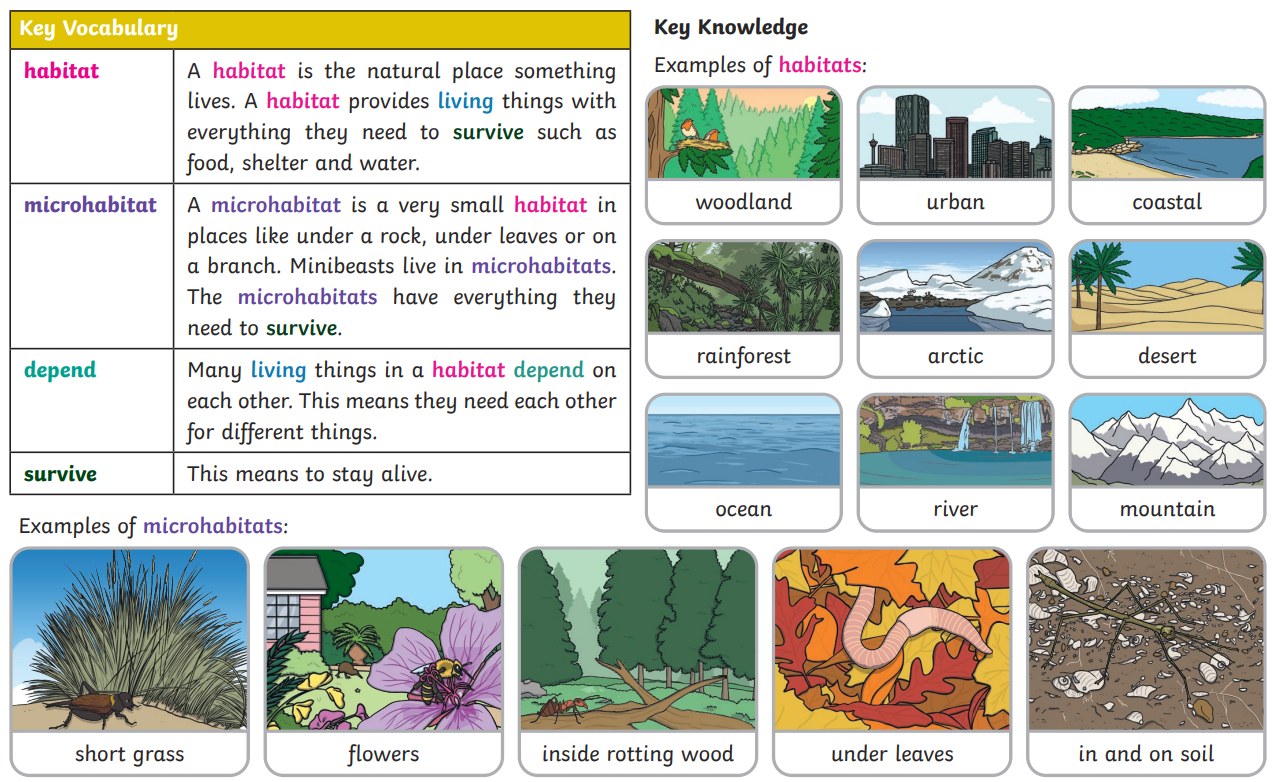 Key Vocabulary
habitat
A habitat is the natural place something
lives. A habitat provides living things with
everything they need to survive such as
food, shelter and water.
microhabitat
A microhabitat is a very small habitat in
places like under a rock, under leaves or on
a branch. Minibeasts live in microhabitats.
The microhabitats have everything they
need to survive.
depend
Many living things in a habitat depend on
each other. This means they need each other
for different things.
survive
This means to stay alive.
Key Knowledge
Examples of habitats:
woodland
urban
coastal
rainforest
arctic
desert
ocean
river
mountain
Examples of microhabitats:
short grass
flowers
inside rotting wood
under leaves
in and on soil